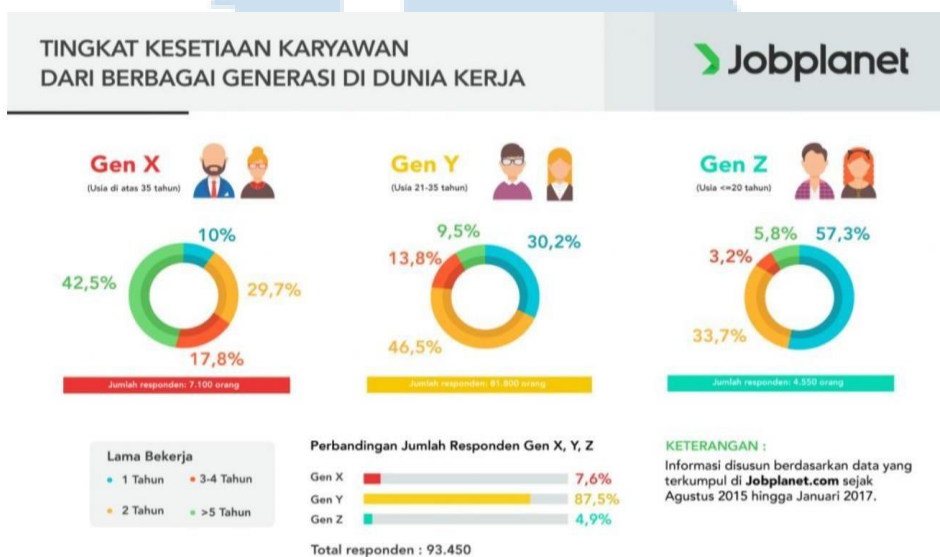 TINGKAT KESETIAAN KARYAWAN
DARI BERBAGAI GENERASI DI DUNIA KERJA
Jobplanet
Gen X
(Usia di atas 35 tahun)
10%
42,5%
29,7%
17,8%
Jumlah responden: 7.100 orang
Gen Y
(Usia 21-35 tahun)
9,5%
30,2%
13,8%
46,5%
Jumlah responden: 81.800 orang
Gen Z
(Usia <=20 tahun)
5,8%
57,3%
3,2%
33,7%
Jumlah responden: 4.550 orang
Lama Bekerja
1 Tahun
3-4 Tahun
2 Tahun
>5 Tahun
Perbandingan Jumlah Responden Gen X, Y, Z
Gen X
7,6%
Gen Y
87,5%
Gen Z
4,9%
Total responden : 93.450
KETERANGAN :
Informasi disusun berdasarkan data yang
terkumpul di Jobplanet.com sejak
Agustus 2015 hingga Januari 2017.